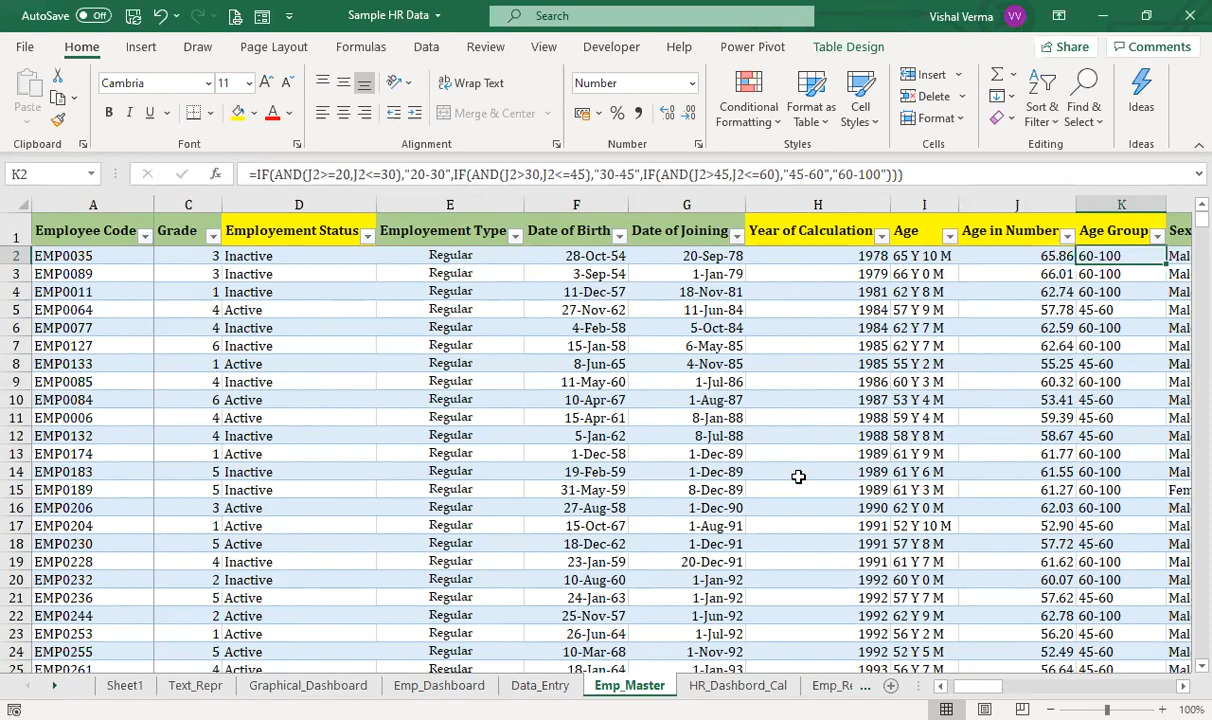 AutoSave Off Sample HR Data Search Vishal Verma VV
File Home Insert Draw Page Layout Formulas Data Review View Developer Help Power Pivot Table Design Share Comments
Paste Cambria 11 Wrap Text Number Conditional Formatting Format as Table Cell Styles Insert Sort & Filter Find & Select Ideas
B I U Merge & Center % Delete
Format
Clipboard Font Alignment Number Styles Cells Editing Ideas
K2 fx =IF(AND(J2>=20,J2<=30),"20-30",IF(AND(J2>30,J2<=45),"30-45",IF(AND(J2>45,J2<=60),"45-60","60-100")))
A C D E F G H I J K
1 Employee Code Grade Employement Status Employement Type Date of Birth Date of Joining Year of Calculation Age Age in Number Age Group Sex
2 EMP0035 3 Inactive Regular 28-Oct-54 20-Sep-78 1978 65 Y 10 M 65.86 60-100 Mal
3 EMP0089 3 Inactive Regular 3-Sep-54 1-Jan-79 1979 66 Y 0 M 66.01 60-100 Mal
4 EMP0011 1 Inactive Regular 11-Dec-57 18-Nov-81 1981 62 Y 8 M 62.74 60-100 Mal
5 EMP0064 4 Active Regular 27-Nov-62 11-Jun-84 1984 57 Y 9 M 57.78 45-60 Mal
6 EMP0077 4 Inactive Regular 4-Feb-58 5-Oct-84 1984 62 Y 7 M 62.59 60-100 Mal
7 EMP0127 6 Inactive Regular 15-Jan-58 6-May-85 1985 62 Y 7 M 62.64 60-100 Mal
8 EMP0133 1 Active Regular 8-Jun-65 4-Nov-85 1985 55 Y 2 M 55.25 45-60 Mal
9 EMP0085 4 Inactive Regular 11-May-60 1-Jul-86 1986 60 Y 3 M 60.32 60-100 Mal
10 EMP0084 6 Active Regular 10-Apr-67 1-Aug-87 1987 53 Y 4 M 53.41 45-60 Mal
11 EMP0006 4 Active Regular 15-Apr-61 8-Jan-88 1988 59 Y 4 M 59.39 45-60 Mal
12 EMP0132 4 Inactive Regular 5-Jan-62 8-Jul-88 1988 58 Y 8 M 58.67 45-60 Mal
13 EMP0174 1 Active Regular 1-Dec-58 1-Dec-89 1989 61 Y 9 M 61.77 60-100 Mal
14 EMP0183 5 Inactive Regular 19-Feb-59 1-Dec-89 1989 61 Y 6 M 61.55 60-100 Mal
15 EMP0189 5 Inactive Regular 31-May-59 8-Dec-89 1989 61 Y 3 M 61.27 60-100 Fem
16 EMP0206 3 Active Regular 27-Aug-58 1-Dec-90 1990 62 Y 0 M 62.03 60-100 Mal
17 EMP0204 1 Active Regular 15-Oct-67 1-Aug-91 1991 52 Y 10 M 52.90 45-60 Mal
18 EMP0230 5 Active Regular 18-Dec-62 1-Dec-91 1991 57 Y 8 M 57.72 45-60 Mal
19 EMP0228 4 Inactive Regular 23-Jan-59 20-Dec-91 1991 61 Y 7 M 61.62 60-100 Mal
20 EMP0232 2 Inactive Regular 10-Aug-60 1-Jan-92 1992 60 Y 0 M 60.07 60-100 Mal
21 EMP0236 5 Active Regular 24-Jan-63 1-Jan-92 1992 57 Y 7 M 57.62 45-60 Mal
22 EMP0244 2 Active Regular 25-Nov-57 1-Jun-92 1992 62 Y 9 M 62.78 60-100 Mal
23 EMP0253 1 Active Regular 26-Jun-64 1-Jul-92 1992 56 Y 2 M 56.20 45-60 Mal
24 EMP0255 5 Active Regular 10-Mar-68 1-Nov-92 1992 52 Y 5 M 52.49 45-60 Mal
25 EMP0261 4 Active Regular 18-Jan-64 1-Jan-93 1993 56 Y 7 M 56.64 45-60 Mal
Sheet1 Text_Repr Graphical_Dashboard Emp_Dashboard Data_Entry Emp_Master HR_Dashbord_Cal Emp_Re ...
100%